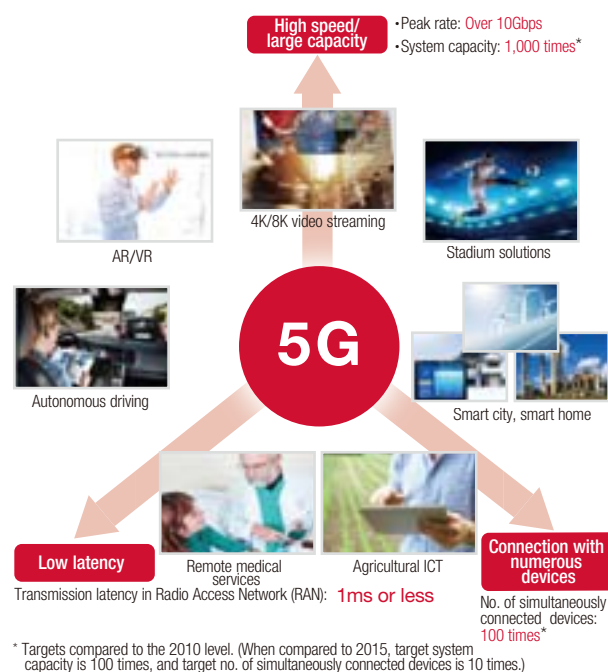 High speed/
large capacity
・Peak rate: Over 10Gbps
・System capacity: 1,000 times*
4K/8K video streaming
AR/VR
Stadium solutions
5G
Autonomous driving
Smart city, smart home
Low latency
Remote medical
services
Agricultural ICT
Transmission latency in Radio Access Network (RAN): 1ms or less
Connection with
numerous
devices
No. of simultaneously
connected devices:
100 times*
* Targets compared to the 2010 level. (When compared to 2015, target system
capacity is 100 times, and target no. of simultaneously connected devices is 10 times.)